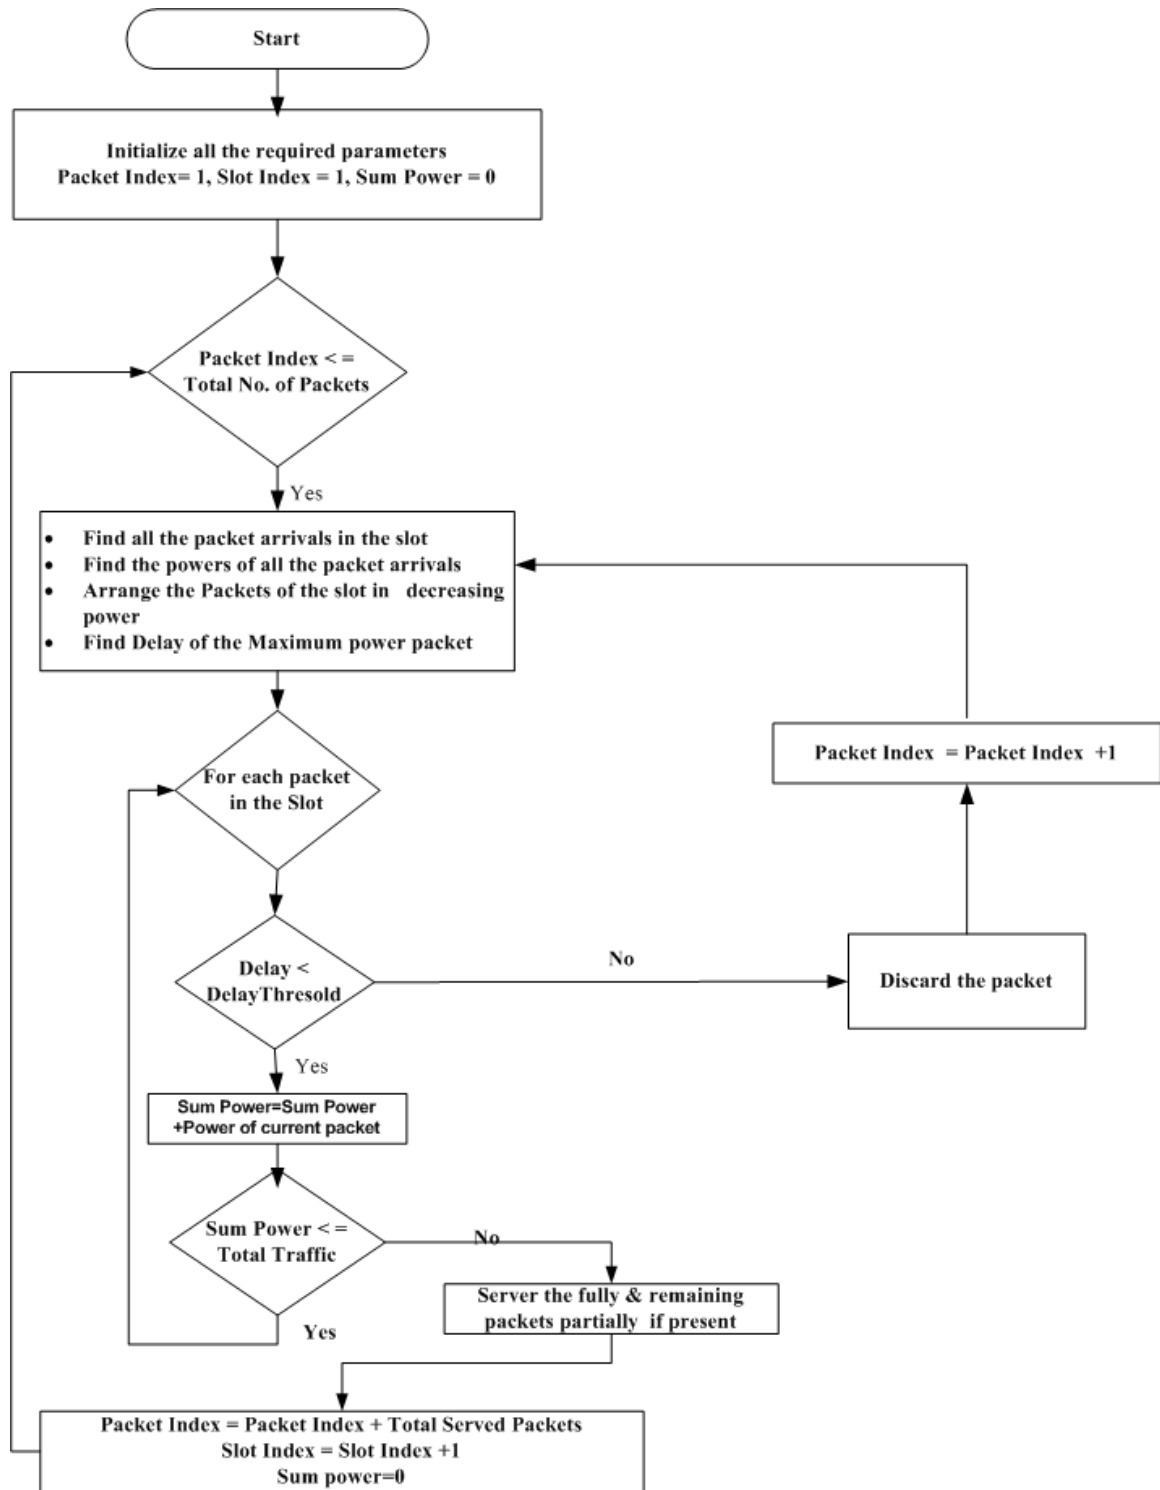 Start
Initialize all the required parameters
Packet Index= 1, Slot Index = 1, Sum Power = 0
Packet Index < =
Total No. of Packets
Yes
• Find all the packet arrivals in the slot
• Find the powers of all the packet arrivals
• Arrange the Packets of the slot in decreasing
power
• Find Delay of the Maximum power packet
For each packet
in the Slot
Packet Index = Packet Index +1
Delay <
DelayThresold
No
Discard the packet
Yes
Sum Power=Sum Power
+Power of current packet
Sum Power < =
Total Traffic
No
Server the fully & remaining
packets partially if present
Yes
Packet Index = Packet Index + Total Served Packets
Slot Index = Slot Index +1
Sum power=0